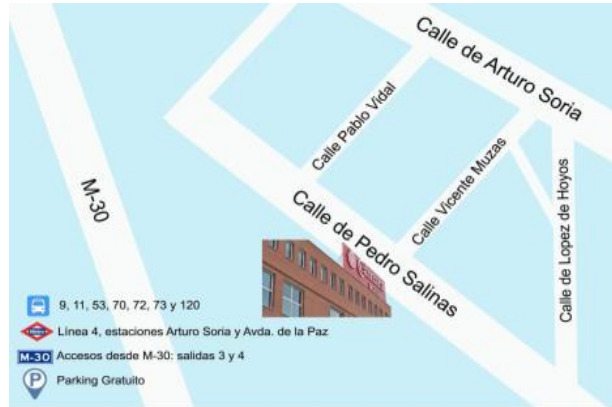 Calle de Arturo Soria
Calle Pablo Vidal
Calle Vicente Muzas
Calle de Lopez de Hoyos
M-30
Calle de Pedro Salinas
9, 11, 53, 70, 72, 73 y 120
Línea 4, estaciones Arturo Soria y Avda. de la Paz
M-30 Accesos desde M-30: salidas 3 y 4
P Parking Gratuito